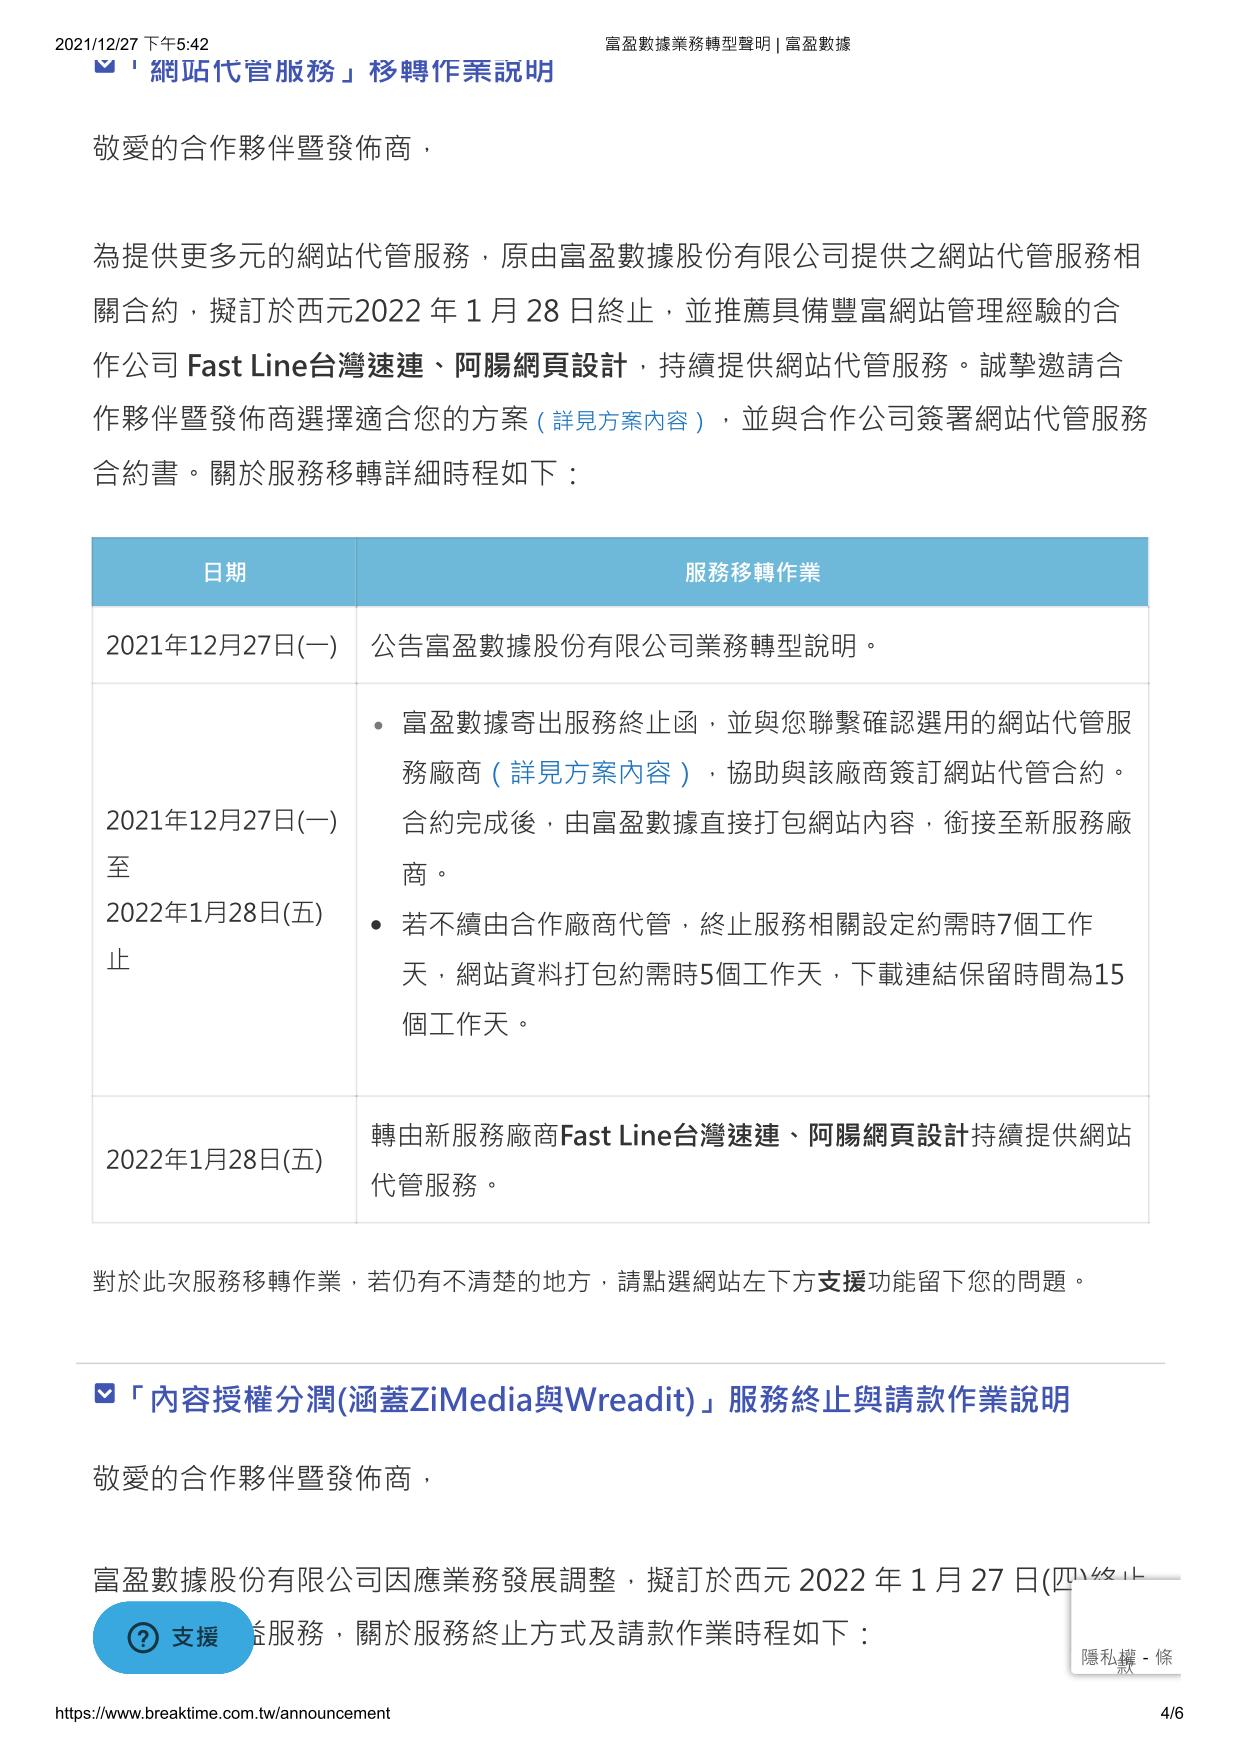 2021/12/27 下午5:42
富盈數據業務轉型聲明 | 富盈數據
「網站代管服務」移轉作業說明
敬愛的合作夥伴暨發佈商，
為提供更多元的網站代管服務，原由富盈數據股份有限公司提供之網站代管服務相
關合約，擬訂於西元2022 年 1 月 28 日終止，並推薦具備豐富網站管理經驗的合
作公司 Fast Line台灣速連、阿腸網頁設計，持續提供網站代管服務。誠摯邀請合
作夥伴暨發佈商選擇適合您的方案（詳見方案內容），並與合作公司簽署網站代管服務
合約書。關於服務移轉詳細時程如下：
日期
服務移轉作業
2021年12月27日(一)
公告富盈數據股份有限公司業務轉型說明。
2021年12月27日(一)
至
2022年1月28日(五)
止
• 富盈數據寄出服務終止函，並與您聯繫確認選用的網站代管服
務廠商（詳見方案內容），協助與該廠商簽訂網站代管合約。
合約完成後，由富盈數據直接打包網站內容，銜接至新服務廠
商。
• 若不續由合作廠商代管，終止服務相關設定約需時7個工作
天，網站資料打包約需時5個工作天，下載連結保留時間為15
個工作天。
2022年1月28日(五)
轉由新服務廠商Fast Line台灣速連、阿腸網頁設計持續提供網站
代管服務。
對於此次服務移轉作業，若仍有不清楚的地方，請點選網站左下方支援功能留下您的問題。
「內容授權分潤(涵蓋ZiMedia與Wreadit)」服務終止與請款作業說明
敬愛的合作夥伴暨發佈商，
富盈數據股份有限公司因應業務發展調整，擬訂於西元 2022 年 1 月 27 日(四)終止
益服務，關於服務終止方式及請款作業時程如下：
支援
隱私權 - 條
款
https://www.breaktime.com.tw/announcement
4/6